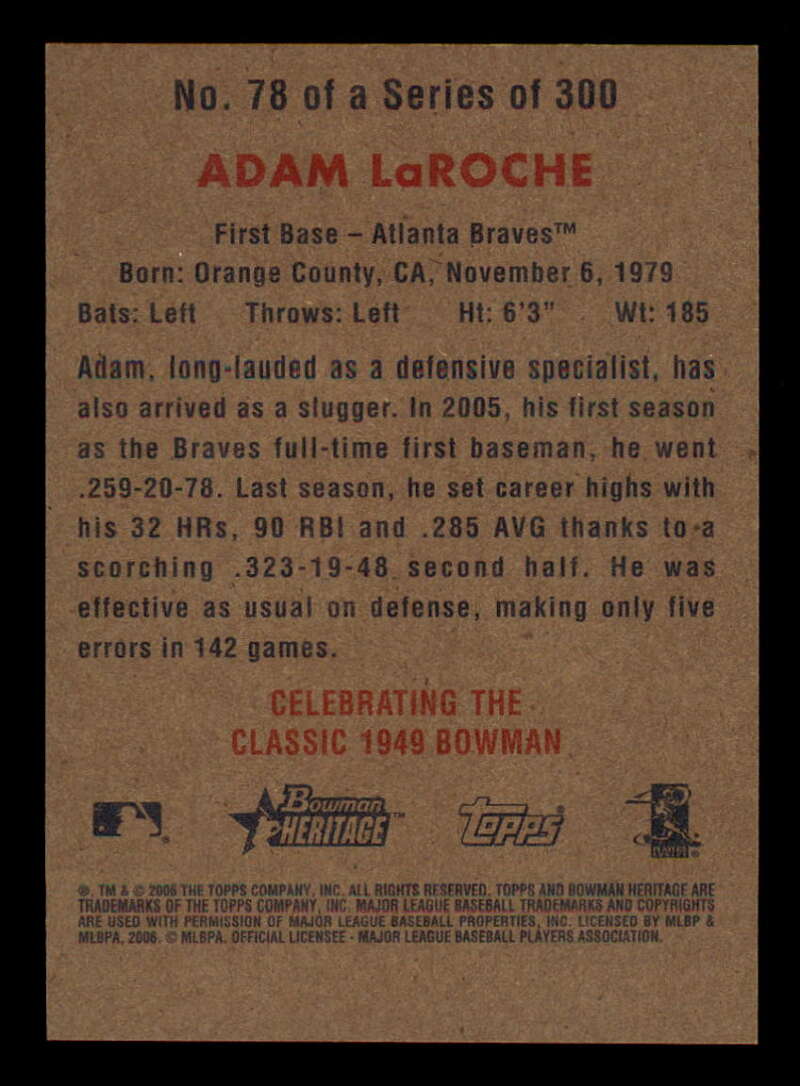 No. 78 of a Series of 300
ADAM LaROCHE
First Base – Atlanta Braves™
Born: Orange County, CA, November 6, 1979
Bats: Left Throws: Left Ht: 6'3" Wt: 185
Adam, long-lauded as a defensive specialist, has
also arrived as a slugger. In 2005, his first season
as the Braves full-time first baseman, he went
.259-20-78. Last season, he set career highs with
his 32 HRs, 90 RBI and .285 AVG thanks to a
scorching .323-19-48 second half. He was
effective as usual on defense, making only five
errors in 142 games.
CELEBRATING THE
CLASSIC 1949 BOWMAN
Bowman
HERITAGE™
TOPPS®
PLAYERS
®, TM & © 2006 THE TOPPS COMPANY, INC. ALL RIGHTS RESERVED. TOPPS AND BOWMAN HERITAGE ARE
TRADEMARKS OF THE TOPPS COMPANY, INC. MAJOR LEAGUE BASEBALL TRADEMARKS AND COPYRIGHTS
ARE USED WITH PERMISSION OF MAJOR LEAGUE BASEBALL PROPERTIES, INC. LICENSED BY MLBP &
MLBPA, 2006. © MLBPA. OFFICIAL LICENSEE - MAJOR LEAGUE BASEBALL PLAYERS ASSOCIATION.